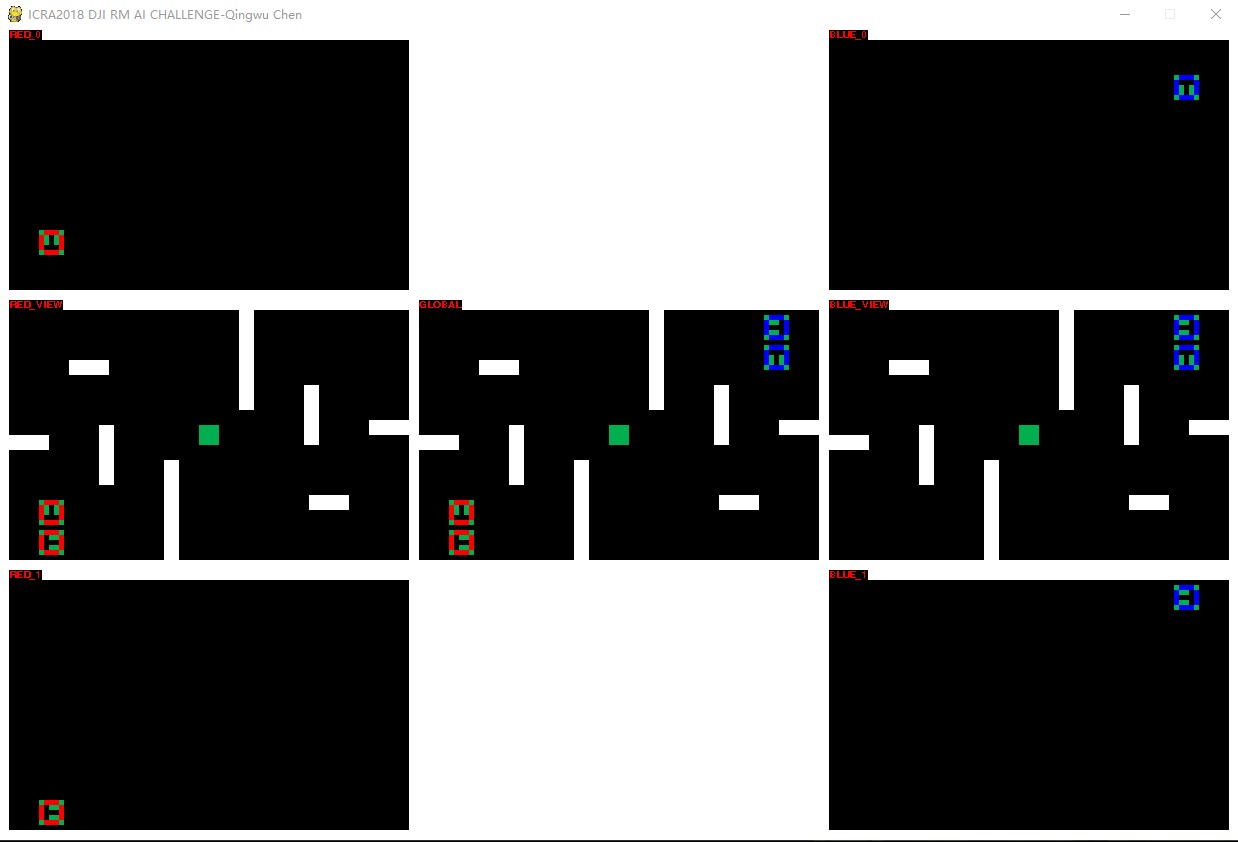 ICRA2018 DJI RM AI CHALLENGE-Qingwu Chen
RED_0
BLUE_0
RED_VIEW
GLOBAL
BLUE_VIEW
RED_1
BLUE_1